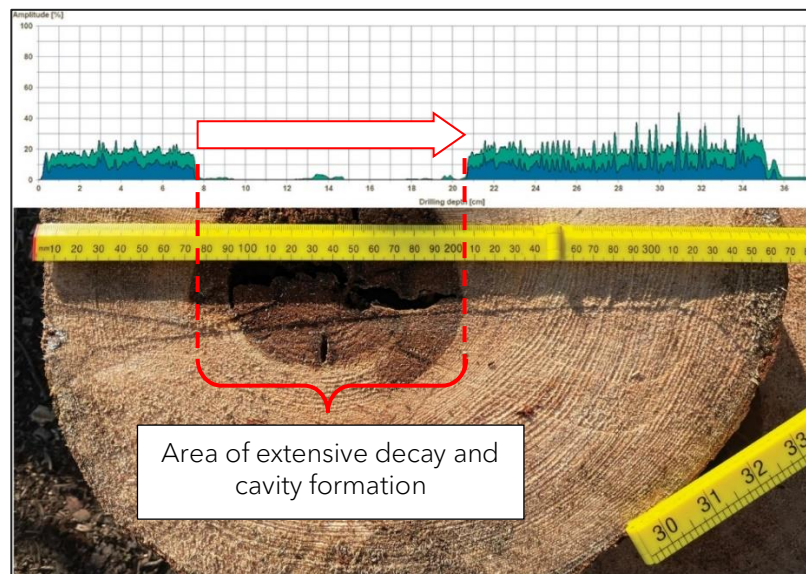 Amplitude [%]
100
80
60
40
20
0
0 2 4 6 8 10 12 14 16 18 20 22 24 26 28 30 32 34 36
Drilling depth [cm]
mm10 20 30 40 50 60 70 80 90 100 10 20 30 40 50 60 70 80 90 200 10 20 30 40 60 70 80 90 300 10 20 30 40 50 60 70
Area of extensive decay and
cavity formation
30 31 32 33